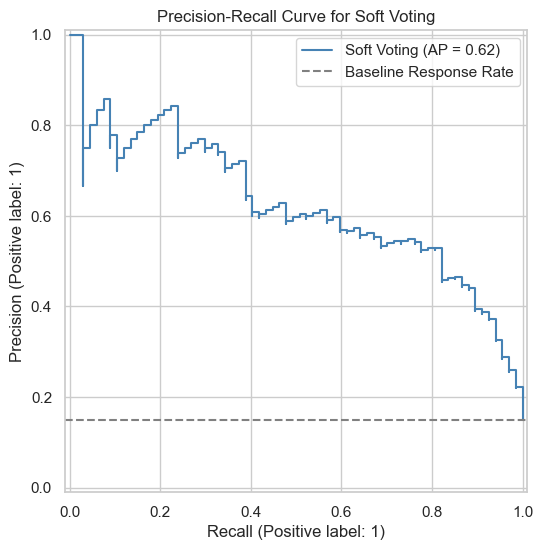 Precision-Recall Curve for Soft Voting
Soft Voting (AP = 0.62)
Baseline Response Rate
Precision (Positive label: 1)
1.0
0.8
0.6
0.4
0.2
0.0
0.0 0.2 0.4 0.6 0.8 1.0
Recall (Positive label: 1)